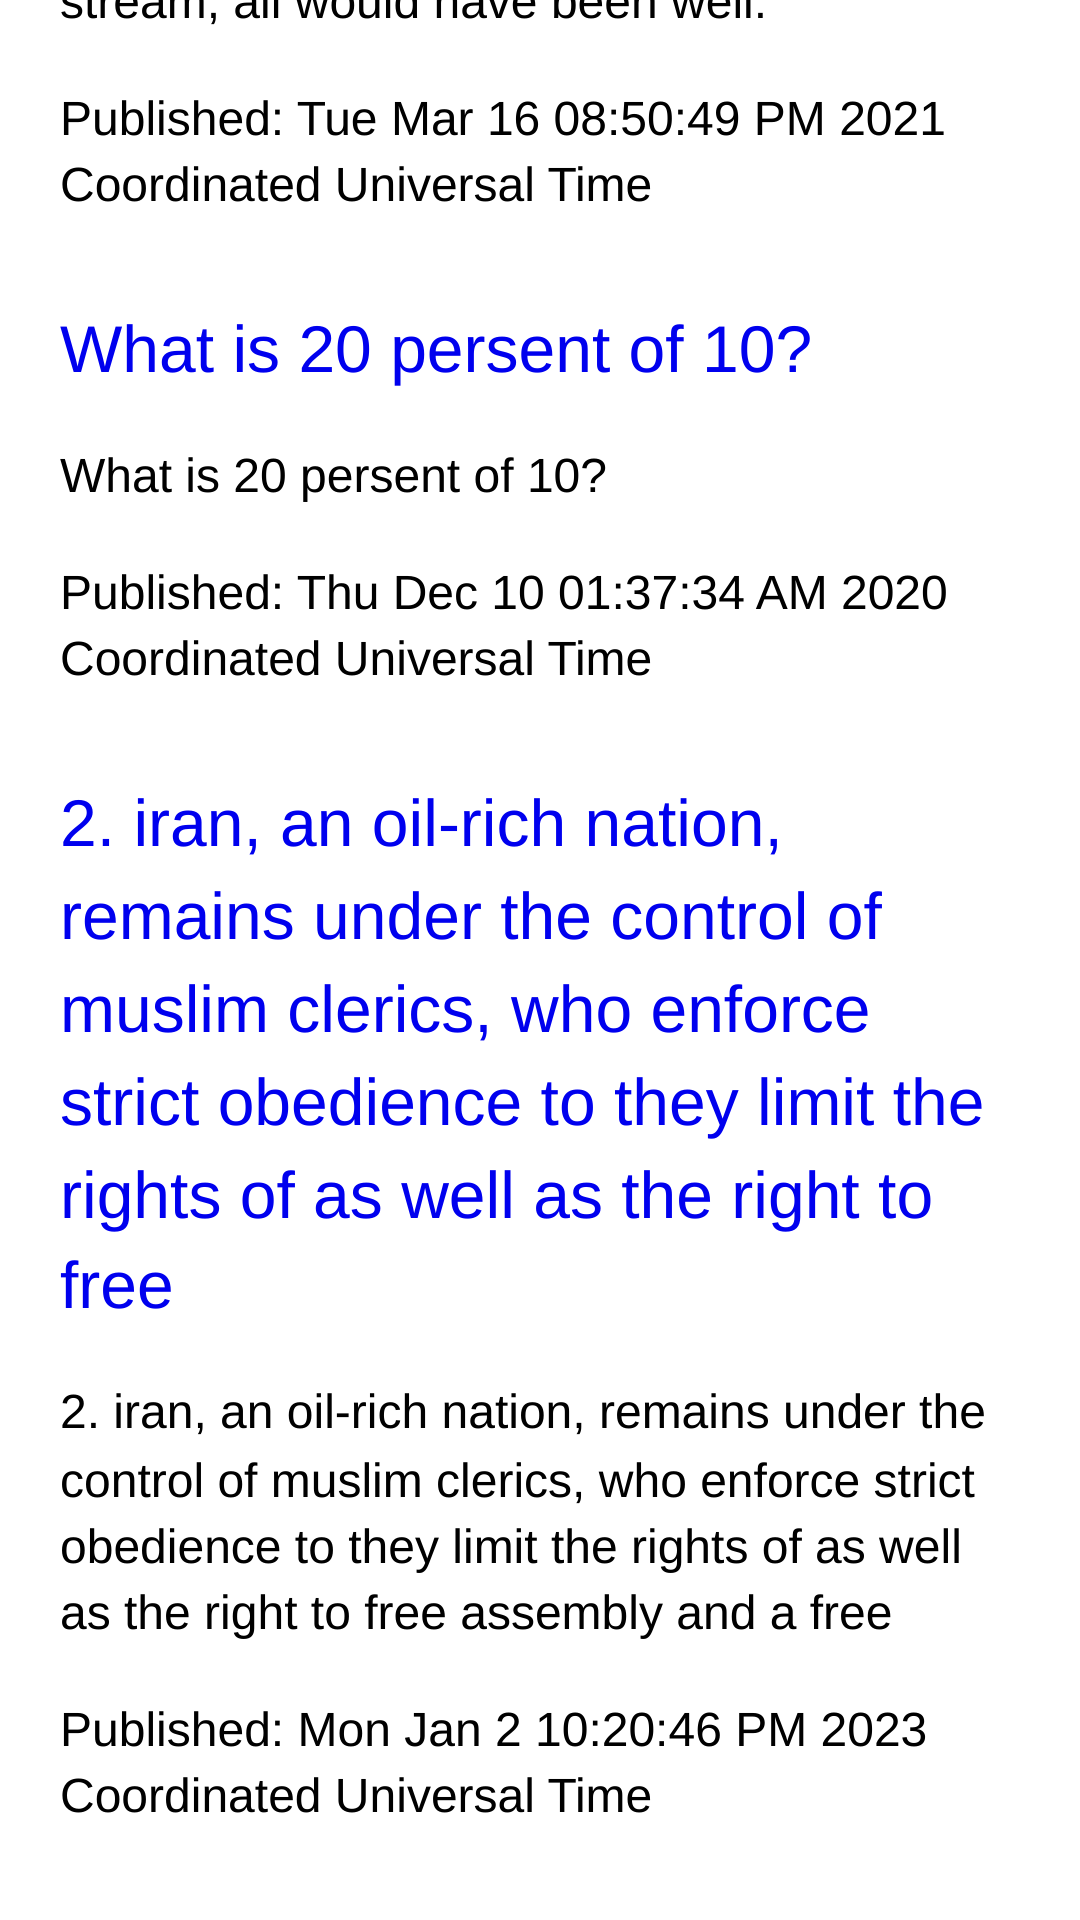 stream, all would have been well.
Published: Tue Mar 16 08:50:49 PM 2021
Coordinated Universal Time
What is 20 persent of 10?
What is 20 persent of 10?
Published: Thu Dec 10 01:37:34 AM 2020
Coordinated Universal Time
2. iran, an oil-rich nation,
remains under the control of
muslim clerics, who enforce
strict obedience to they limit the
rights of as well as the right to
free
2. iran, an oil-rich nation, remains under the
control of muslim clerics, who enforce strict
obedience to they limit the rights of as well
as the right to free assembly and a free
Published: Mon Jan 2 10:20:46 PM 2023
Coordinated Universal Time